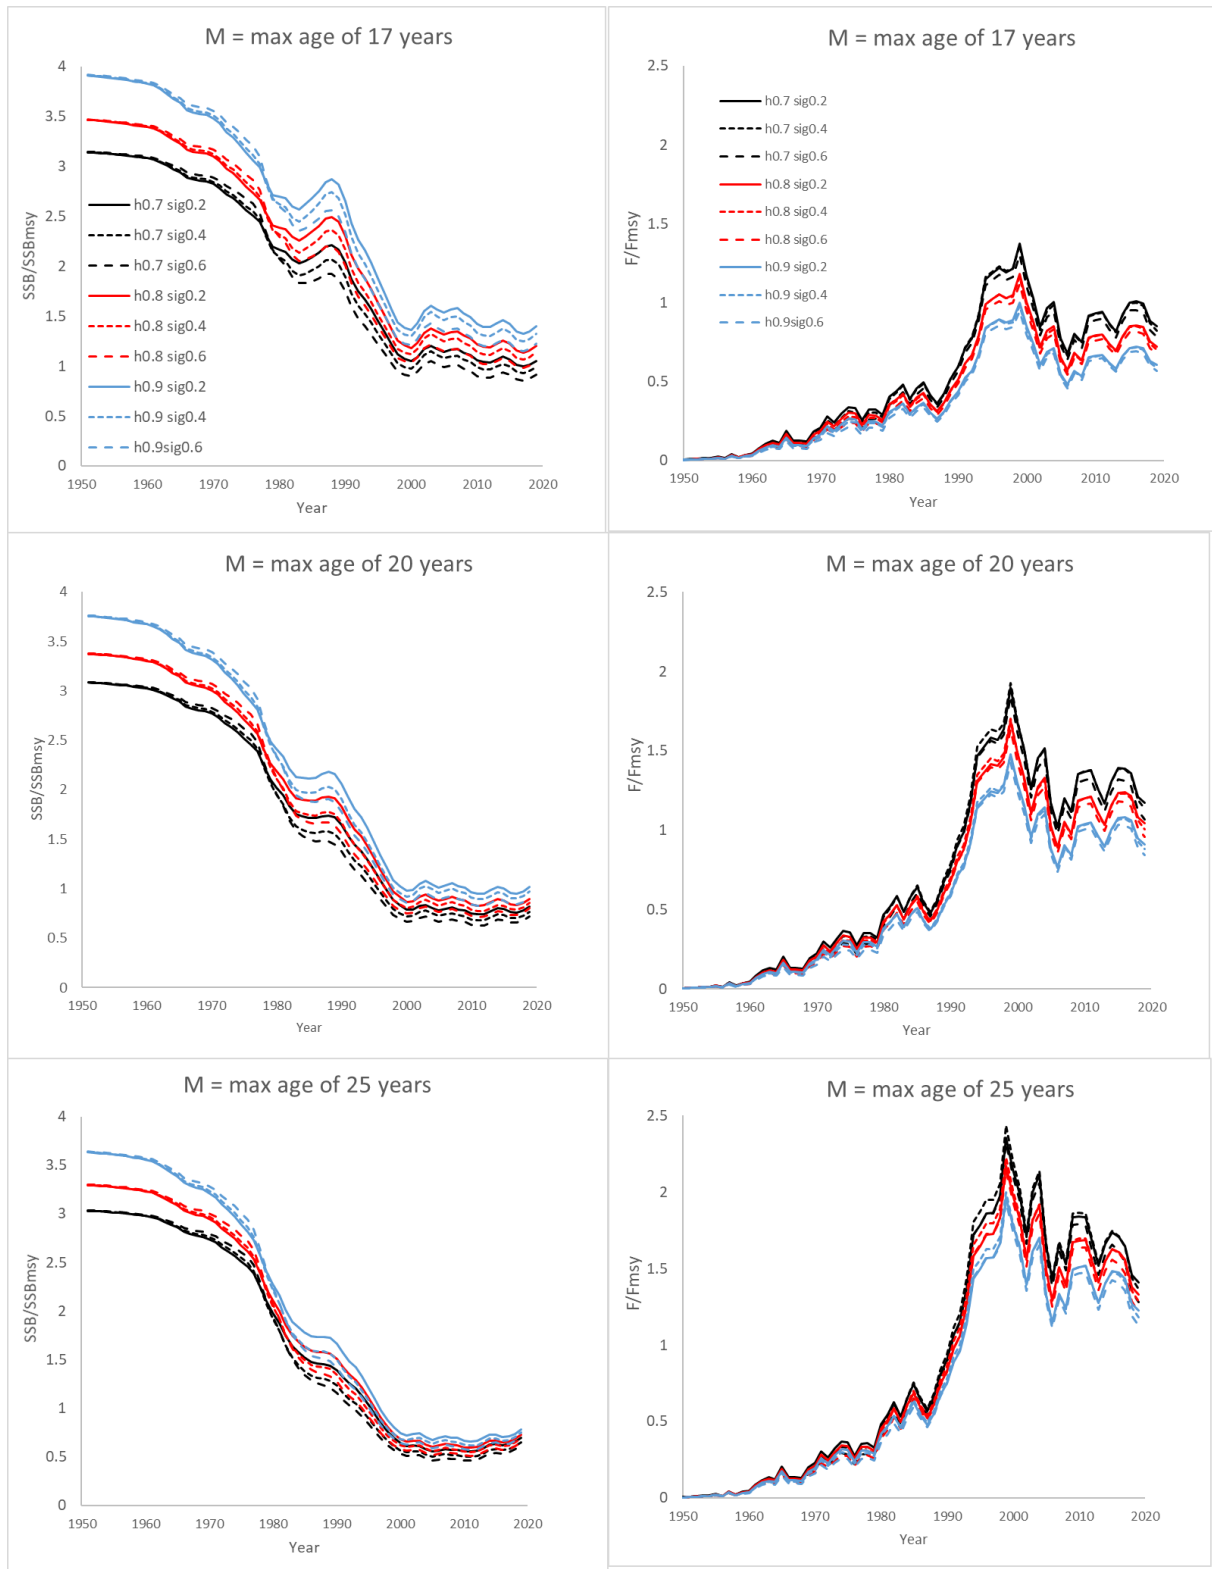 M = max age of 17 years
4
3.5
3
2.5
2
1.5
1
0.5
0
SSB/SSBmsy
h0.7 sig0.2
h0.7 sig0.4
h0.7 sig0.6
h0.8 sig0.2
h0.8 sig0.4
h0.8 sig0.6
h0.9 sig0.2
h0.9 sig0.4
h0.9sig0.6
1950 1960 1970 1980 1990 2000 2010 2020
Year
M = max age of 17 years
2.5
2
1.5
1
0.5
0
F/Fmsy
h0.7 sig0.2
h0.7 sig0.4
h0.7 sig0.6
h0.8 sig0.2
h0.8 sig0.4
h0.8 sig0.6
h0.9 sig0.2
h0.9 sig0.4
h0.9sig0.6
1950 1960 1970 1980 1990 2000 2010 2020
Year
M = max age of 20 years
4
3.5
3
2.5
2
1.5
1
0.5
0
SSB/SSBmsy
1950 1960 1970 1980 1990 2000 2010 2020
Year
M = max age of 20 years
2.5
2
1.5
1
0.5
0
F/Fmsy
1950 1960 1970 1980 1990 2000 2010 2020
Year
M = max age of 25 years
4
3.5
3
2.5
2
1.5
1
0.5
0
SSB/SSBmsy
1950 1960 1970 1980 1990 2000 2010 2020
Year
M = max age of 25 years
2.5
2
1.5
1
0.5
0
F/Fmsy
1950 1960 1970 1980 1990 2000 2010 2020
Year